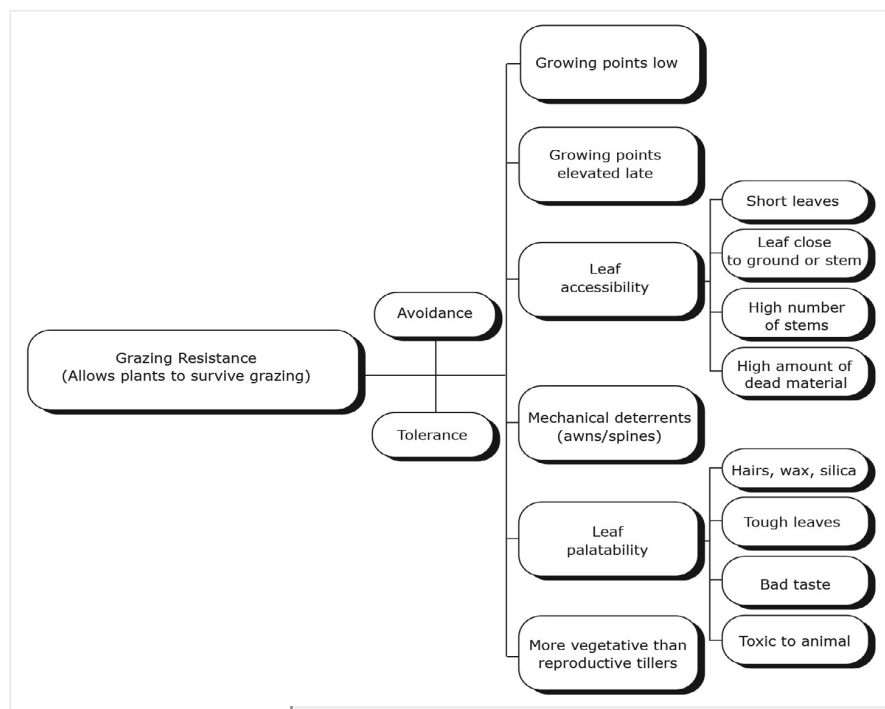 Growing points low
Growing points
elevated late
Short leaves
Leaf close
to ground or stem
Leaf
accessibility
High number
of stems
Avoidance
Grazing Resistance
(Allows plants to survive grazing)
High amount of
dead material
Mechanical deterrents
(awns/spines)
Tolerance
Hairs, wax, silica
Tough leaves
Leaf
palatability
Bad taste
Toxic to animal
More vegetative than
reproductive tillers